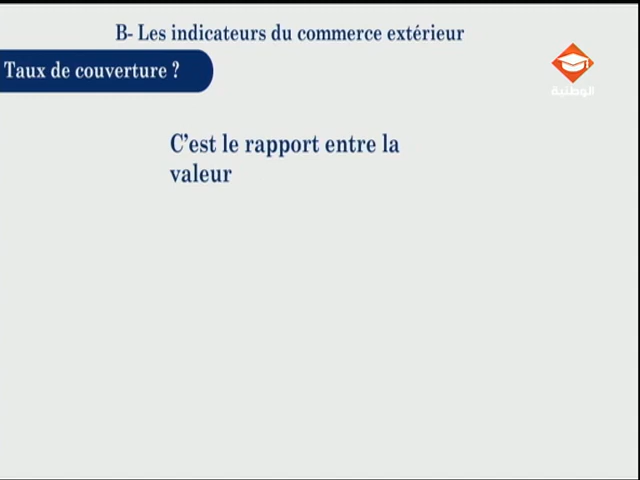 B- Les indicateurs du commerce extérieur
Taux de couverture ?
الوطنية
C’est le rapport entre la
valeur